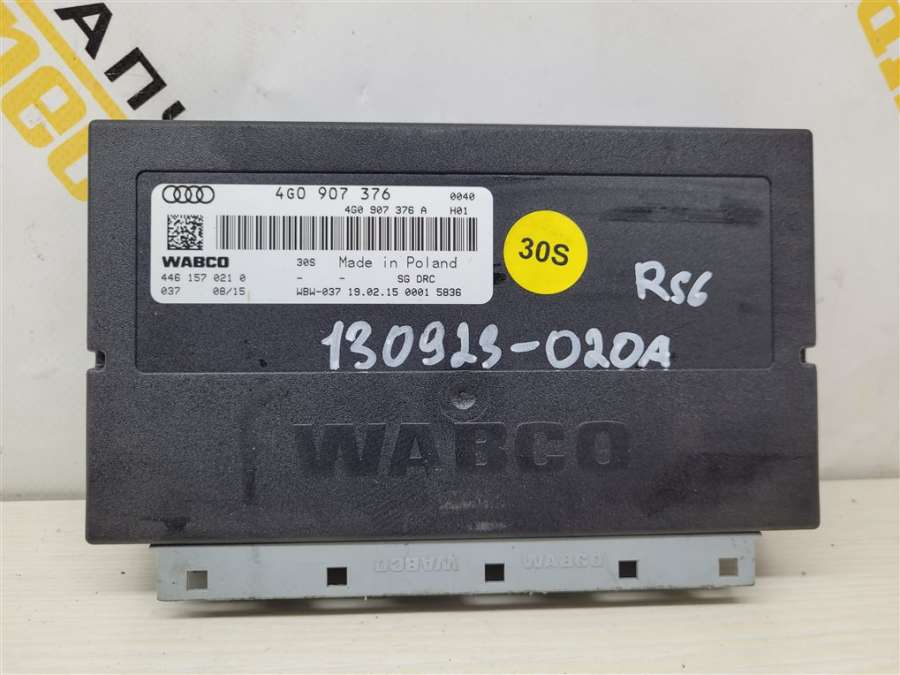 4G0 907 376 0040
4G0 907 376 A H01
WABCO 30S Made in Poland
446 157 021 0 - - SG DRC
037 08/15 WBW-037 19.02.15 0001 5836
30S
RS6
130923-020A
WABCO
WABCO WABCO